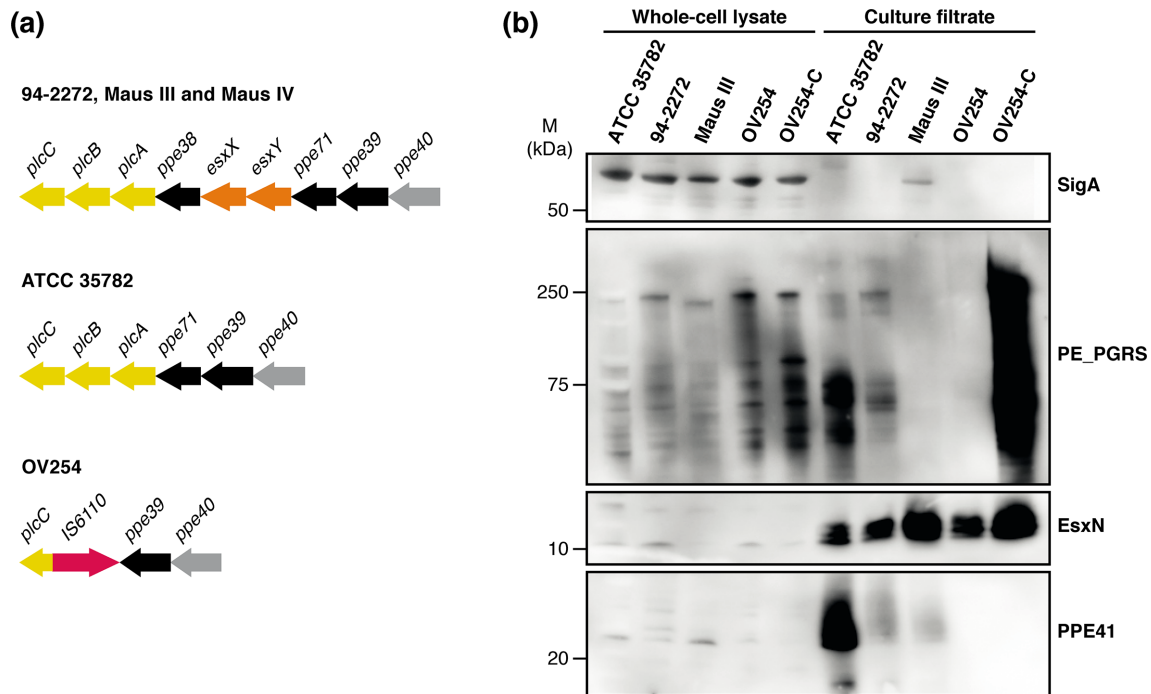 (a)
94-2272, Maus III and Maus IV
plcC plcB plcA ppe38 esxX esxY ppe71 ppe39 ppe40
ATCC 35782
plcC plcB plcA ppe71 ppe39 ppe40
OV254
plcC IS6110 ppe39 ppe40
(b)
Whole-cell lysate Culture filtrate
M
(kDa)
ATCC 35782 94-2272 Maus III OV254 OV254-C ATCC 35782 94-2272 Maus III OV254 OV254-C
50 SigA
250
75
PE_PGRS
10 EsxN
20 PPE41